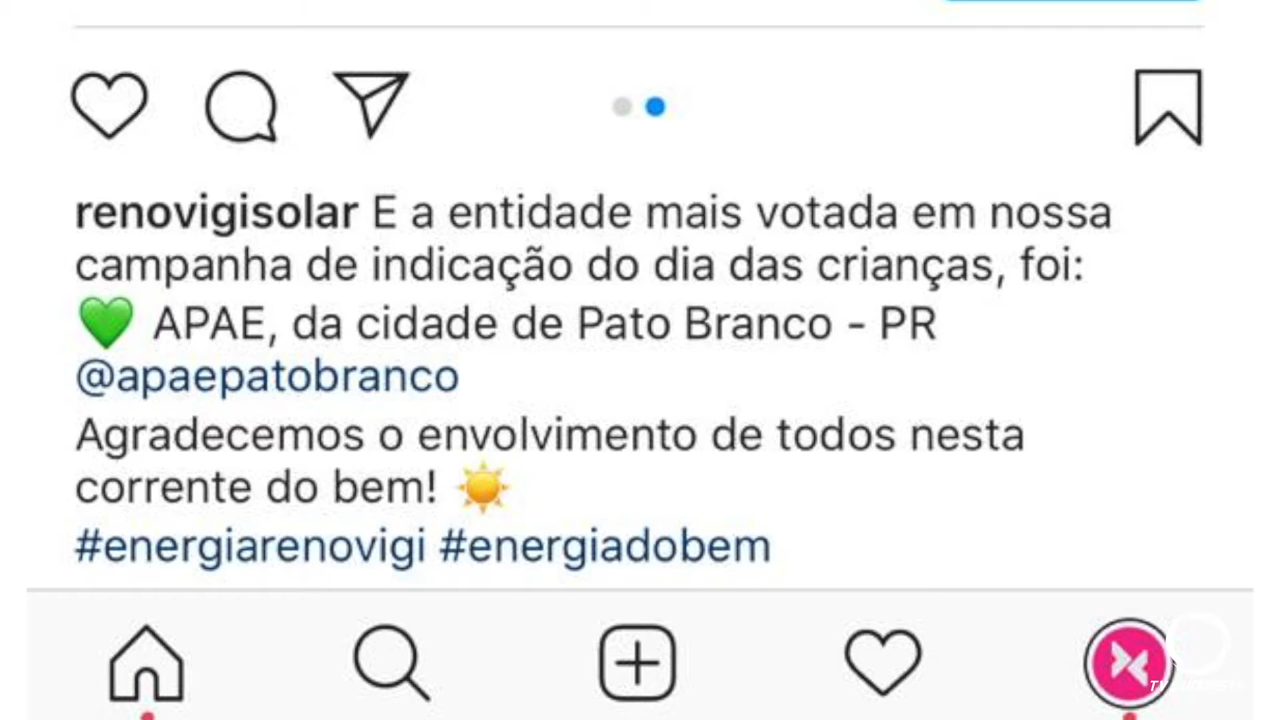 renovigisolar E a entidade mais votada em nossa
campanha de indicação do dia das crianças, foi:
💚 APAE, da cidade de Pato Branco - PR
@apaepatobranco
Agradecemos o envolvimento de todos nesta
corrente do bem! ☀️
#energiarenovigi #energiadobem